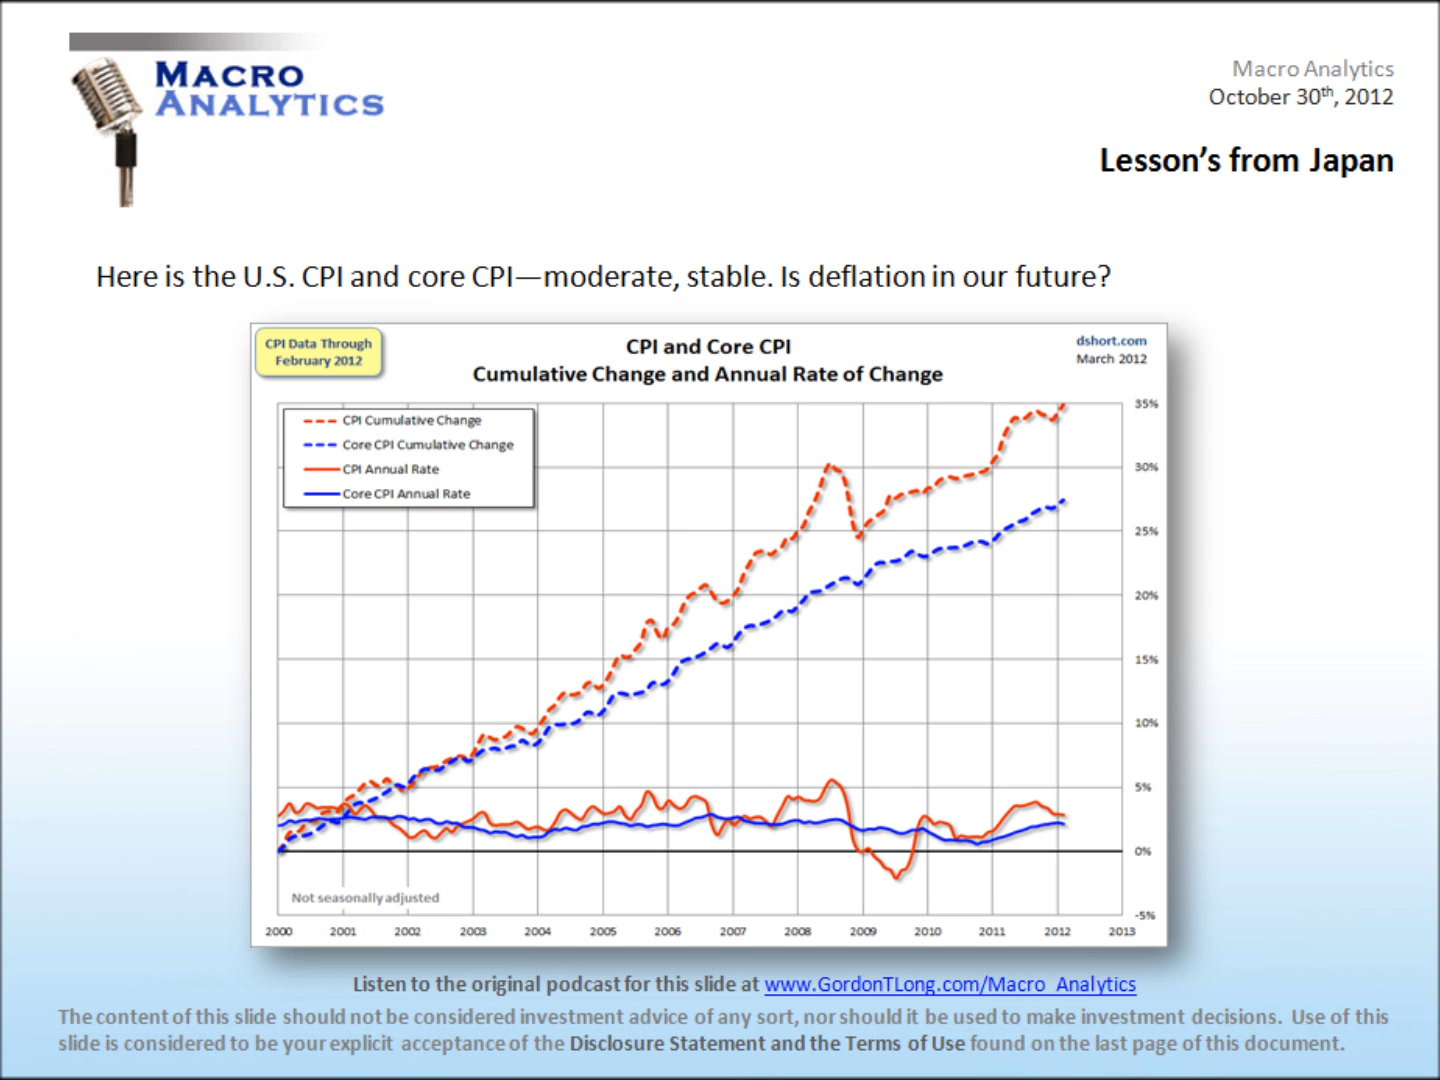 MACRO
ANALYTICS
Macro Analytics
October 30th, 2012
Lesson's from Japan
Here is the U.S. CPI and core CPI—moderate, stable. Is deflation in our future?
CPI Data Through
February 2012
CPI and Core CPI
Cumulative Change and Annual Rate of Change
dshort.com
March 2012
CPI Cumulative Change
Core CPI Cumulative Change
CPI Annual Rate
Core CPI Annual Rate
35%
30%
25%
20%
15%
10%
5%
0%
-5%
Not seasonally adjusted
2000 2001 2002 2003 2004 2005 2006 2007 2008 2009 2010 2011 2012 2013
Listen to the original podcast for this slide at www.GordonTLong.com/Macro_Analytics
The content of this slide should not be considered investment advice of any sort, nor should it be used to make investment decisions. Use of this
slide is considered to be your explicit acceptance of the Disclosure Statement and the Terms of Use found on the last page of this document.